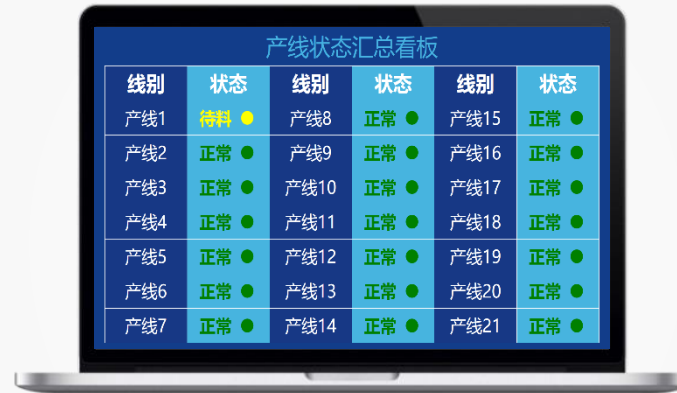 产线状态汇总看板
线别 状态 线别 状态 线别 状态
产线1 待料 产线8 正常 产线15 正常
产线2 正常 产线9 正常 产线16 正常
产线3 正常 产线10 正常 产线17 正常
产线4 正常 产线11 正常 产线18 正常
产线5 正常 产线12 正常 产线19 正常
产线6 正常 产线13 正常 产线20 正常
产线7 正常 产线14 正常 产线21 正常